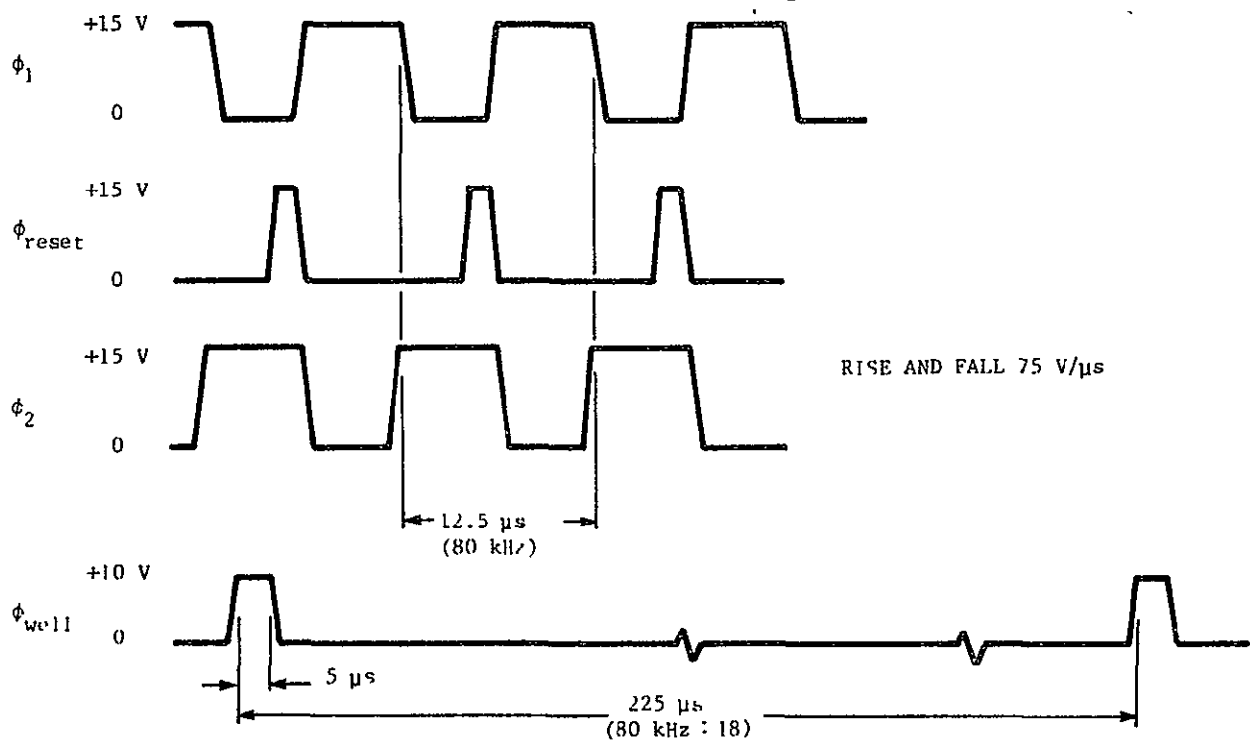 +15 V
ϕ1
0
+15 V
ϕreset
0
+15 V
ϕ2
0
RISE AND FALL 75 V/μs
12.5 μs
(80 kHz)
+10 V
ϕwell
0
5 μs
225 μs
(80 kHz : 18)